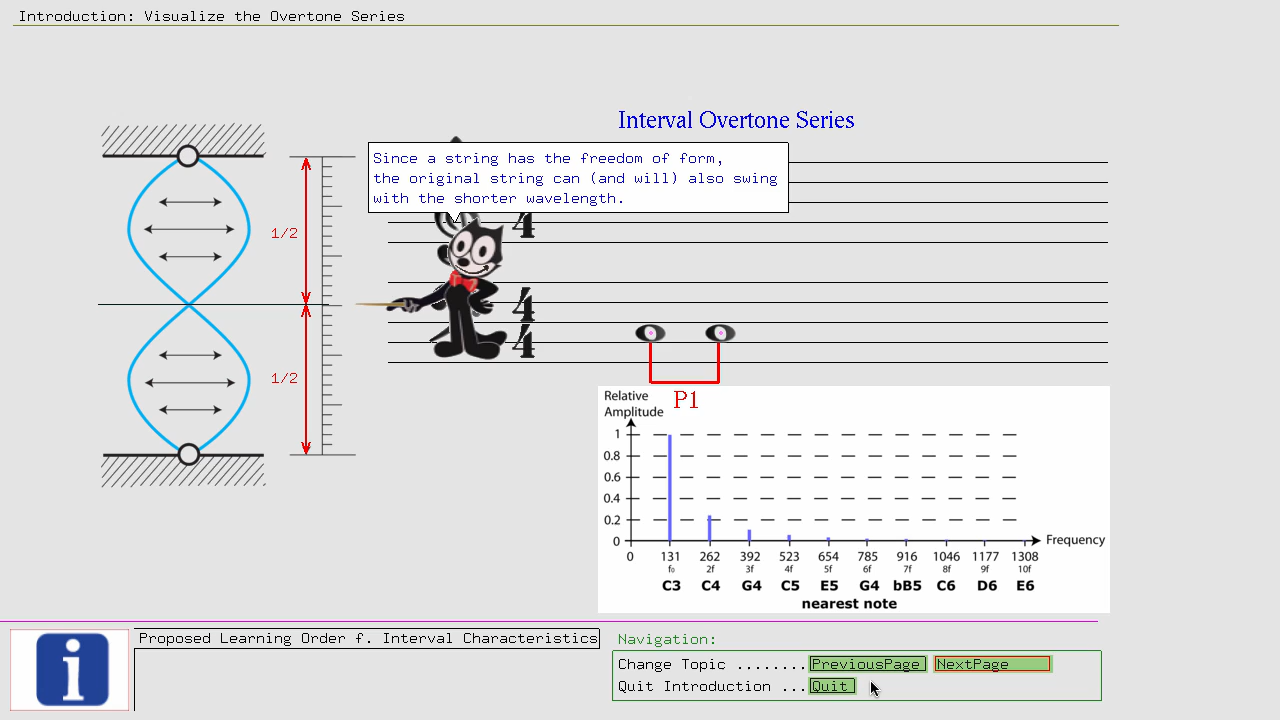 Introduction: Visualize the Overtone Series
Interval Overtone Series
Since a string has the freedom of form,
the original string can (and will) also swing
with the shorter wavelength.
1/2
1/2
4
4
4
P1
Relative
Amplitude
1
0.8
0.6
0.4
0.2
0
Frequency
0 131 262 392 523 654 785 916 1046 1177 1308
f₀ 2f 3f 4f 5f 6f 7f 8f 9f 10f
C3 C4 G4 C5 E5 G4 bB5 C6 D6 E6
nearest note
i
Proposed Learning Order f. Interval Characteristics
Navigation:
Change Topic ........PreviousPage NextPage
Quit Introduction ...Quit